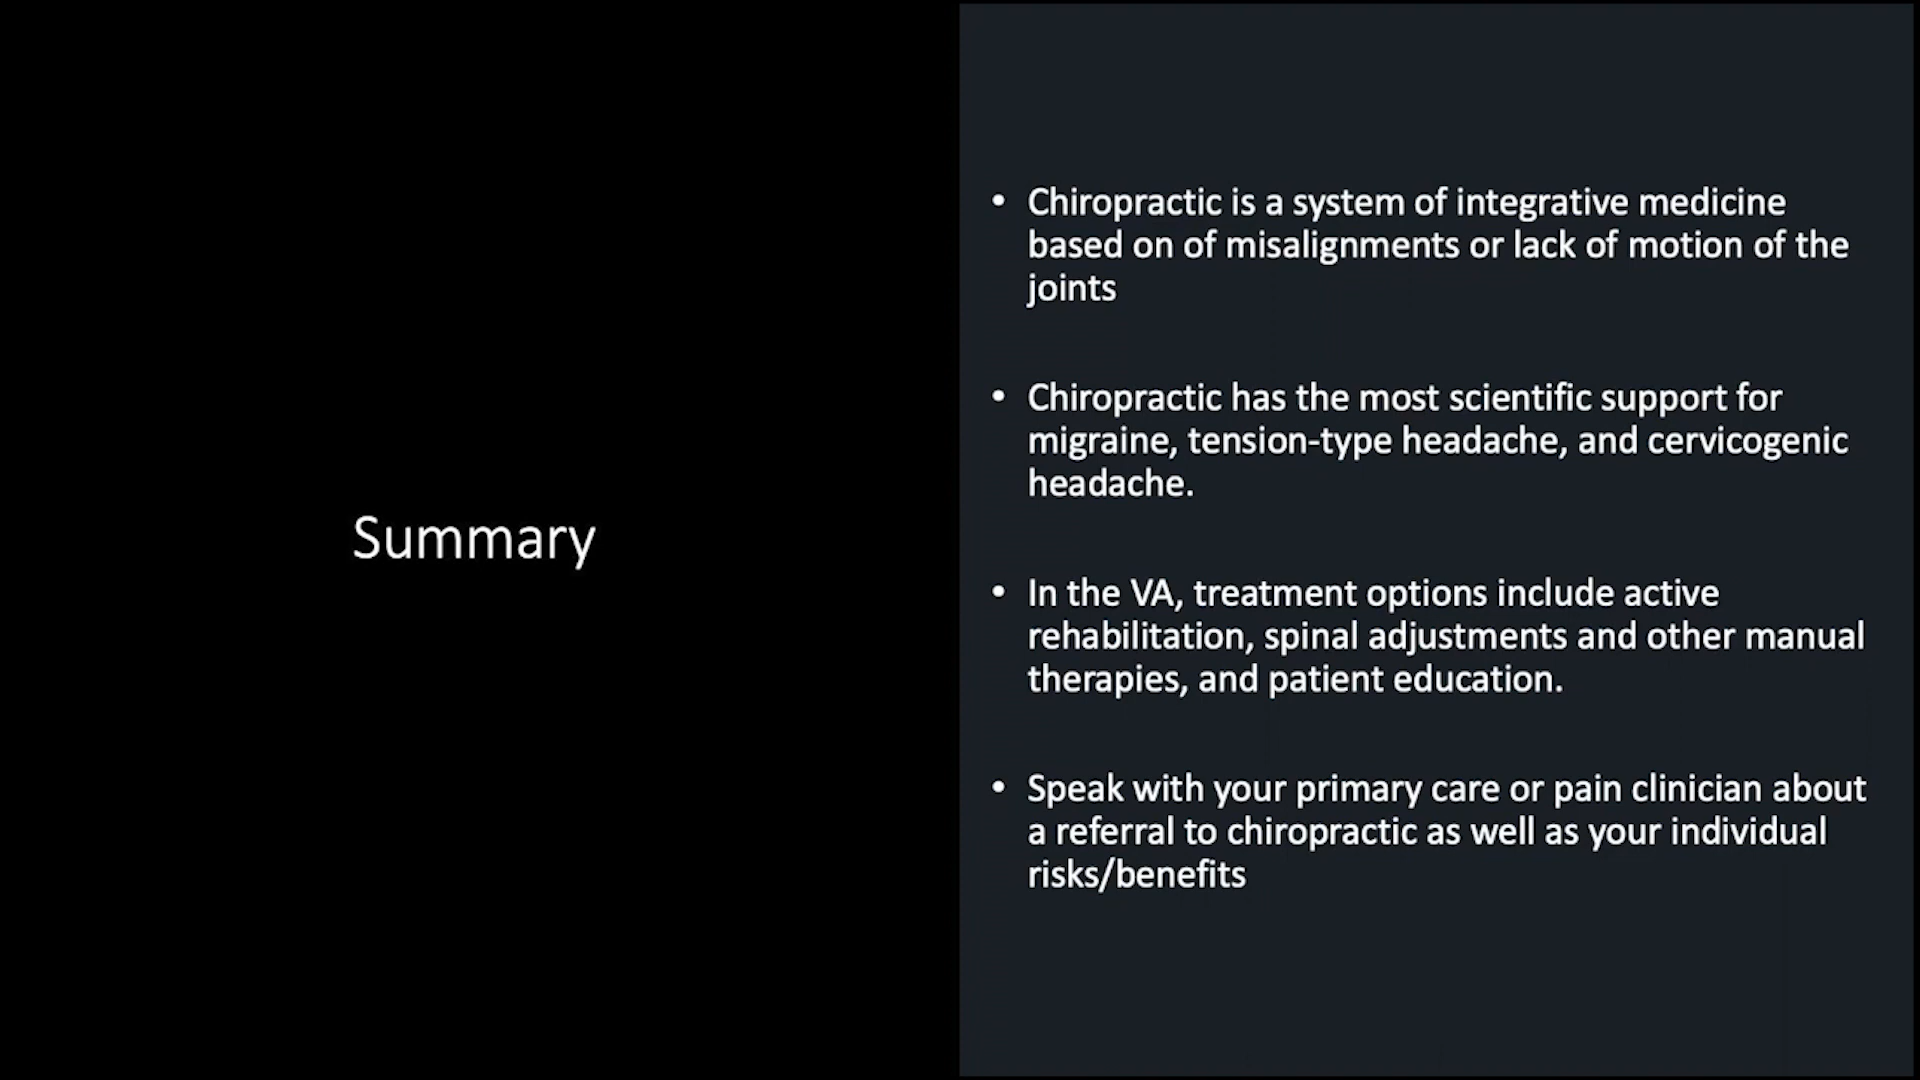 Summary
• Chiropractic is a system of integrative medicine
based on of misalignments or lack of motion of the
joints
• Chiropractic has the most scientific support for
migraine, tension-type headache, and cervicogenic
headache.
• In the VA, treatment options include active
rehabilitation, spinal adjustments and other manual
therapies, and patient education.
• Speak with your primary care or pain clinician about
a referral to chiropractic as well as your individual
risks/benefits